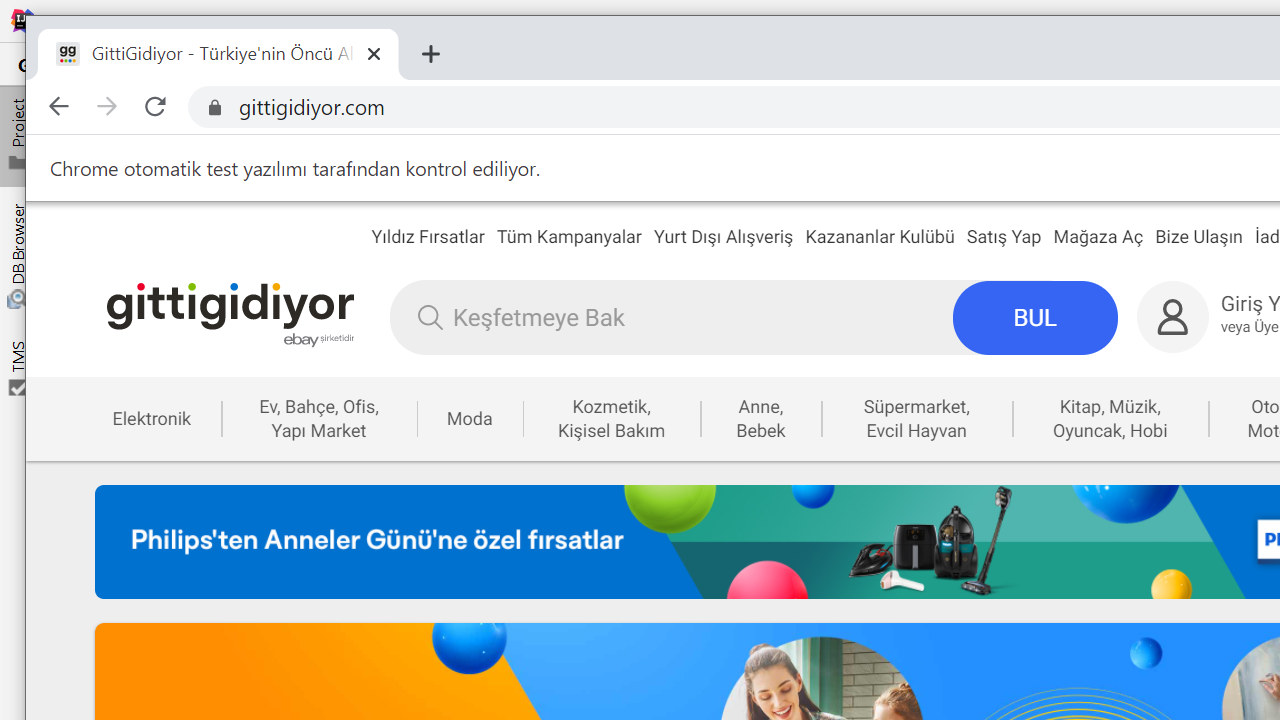 GittiGidiyor - Türkiye'nin Öncü Al
gittigidiyor.com
Chrome otomatik test yazılımı tarafından kontrol ediliyor.
Project
DB Browser
TMS
Yıldız Fırsatlar Tüm Kampanyalar Yurt Dışı Alışveriş Kazananlar Kulübü Satış Yap Mağaza Aç Bize Ulaşın İad
gittigidiyor
ebay şirketidir
Keşfetmeye Bak
BUL
Giriş Y
veya Üye
Elektronik
Ev, Bahçe, Ofis,
Yapı Market
Moda
Kozmetik,
Kişisel Bakım
Anne,
Bebek
Süpermarket,
Evcil Hayvan
Kitap, Müzik,
Oyuncak, Hobi
Oto
Moto
Philips'ten Anneler Günü'ne özel fırsatlar